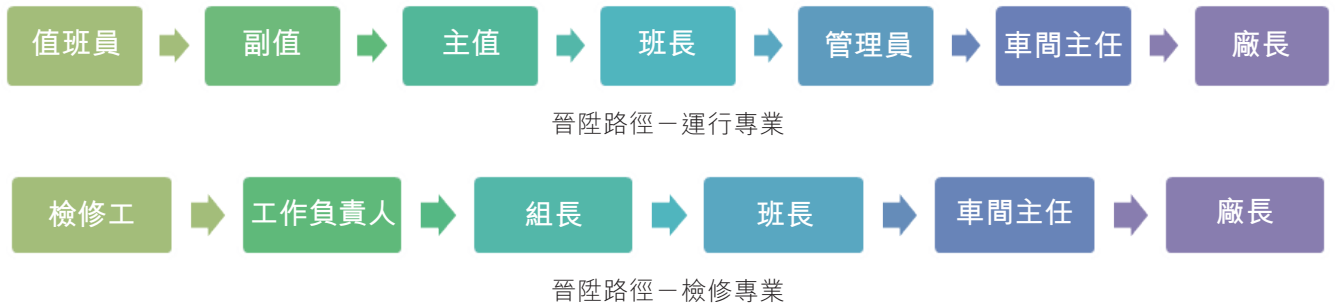 值班員 副值 主值 班長 管理員 車間主任 廠長
晉陞路徑－運行專業
檢修工 工作負責人 組長 班長 車間主任 廠長
晉陞路徑－檢修專業